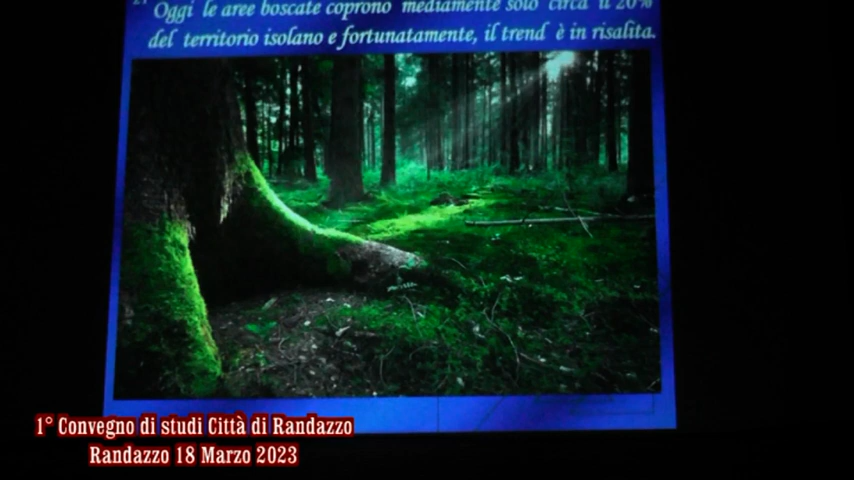 Oggi le aree boscate coprono mediamente solo circa il 20%
del territorio isolano e fortunatamente, il trend è in risalita.
1° Convegno di studi Città di Randazzo
Randazzo 18 Marzo 2023